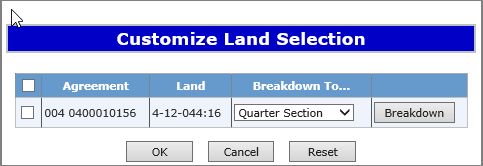 Customize Land Selection
Agreement Land Breakdown To...
004 0400010156 4-12-044:16 Quarter Section Breakdown
OK Cancel Reset